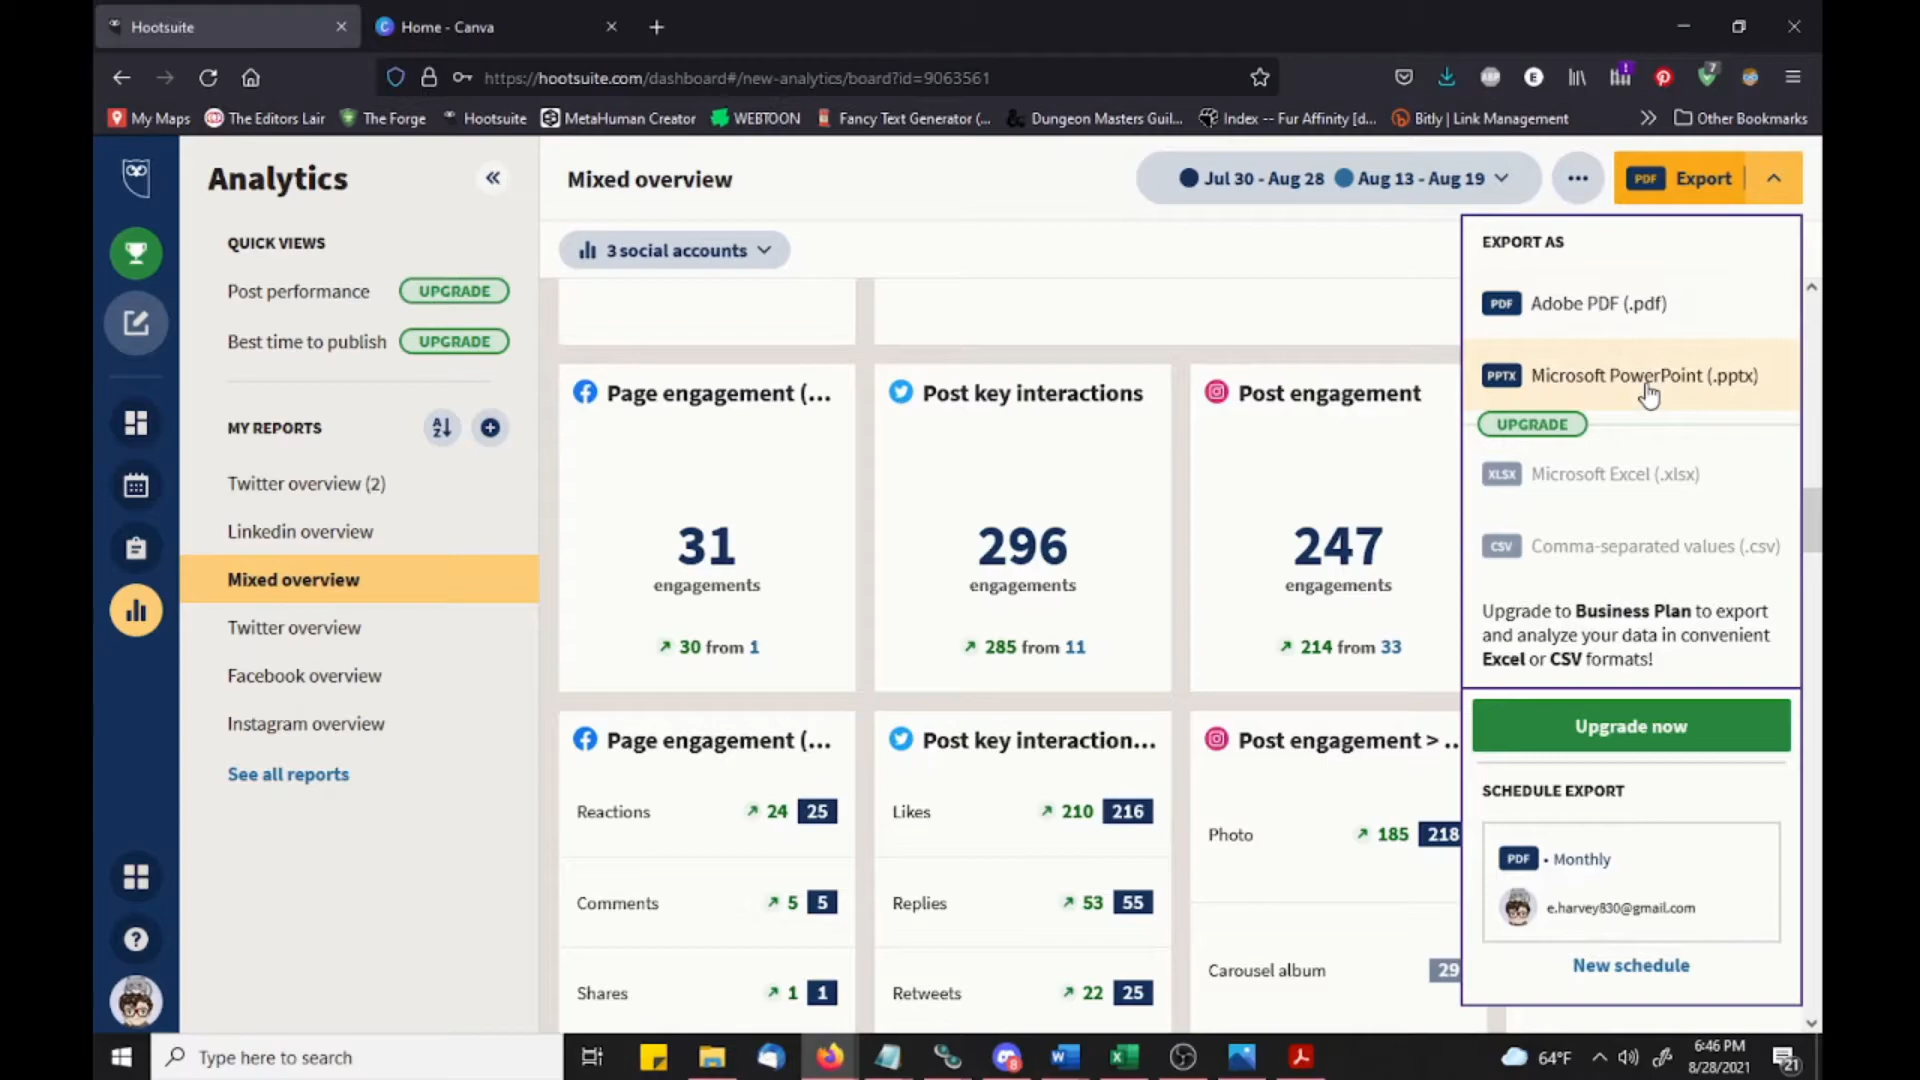 Hootsuite
Home - Canva
https://hootsuite.com/dashboard#/new-analytics/board?id=9063561
My Maps
The Editors Lair
The Forge
Hootsuite
MetaHuman Creator
WEBTOON
Fancy Text Generator (...
Dungeon Masters Guil...
Index -- Fur Affinity [d...
Bitly | Link Management
Other Bookmarks
Analytics
Mixed overview
Jul 30 - Aug 28
Aug 13 - Aug 19
PDF Export
QUICK VIEWS
Post performance UPGRADE
Best time to publish UPGRADE
MY REPORTS
Twitter overview (2)
Linkedin overview
Mixed overview
Twitter overview
Facebook overview
Instagram overview
See all reports
3 social accounts
Page engagement (...
31
engagements
30 from 1
Post key interactions
296
engagements
285 from 11
Post engagement
247
engagements
214 from 33
Page engagement (...
Reactions 24 25
Comments 5 5
Shares 1 1
Post key interaction...
Likes 210 216
Replies 53 55
Retweets 22 25
Post engagement > ...
Photo 185 218
Carousel album 29
EXPORT AS
PDF Adobe PDF (.pdf)
PPTX Microsoft PowerPoint (.pptx)
UPGRADE
XLSX Microsoft Excel (.xlsx)
CSV Comma-separated values (.csv)
Upgrade to Business Plan to export
and analyze your data in convenient
Excel or CSV formats!
Upgrade now
SCHEDULE EXPORT
PDF • Monthly
e.harvey830@gmail.com
New schedule
Type here to search
64°F
6:46 PM
8/28/2021
21